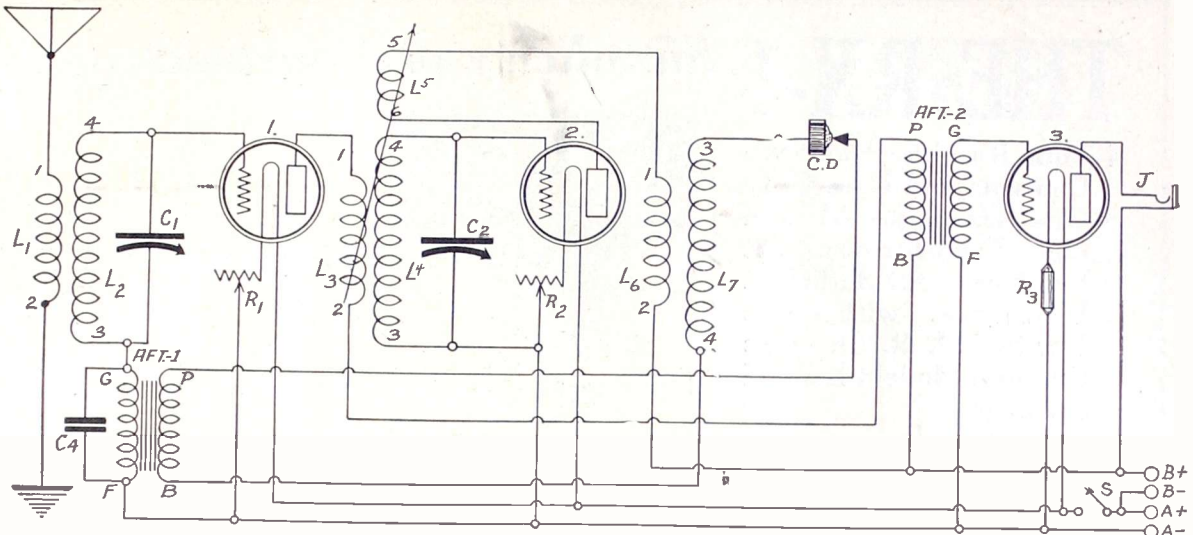 5
L5
6
4
1.
1
4
2.
3
C.D
AFT.-2
P G
3.
J
1
L1
2
L2
C1
R1
L3
2
L4
C2
R2
3
1
L6
2
L7
4
B F
R3
3
AFT.-1
G P
C4
F B
S
B+
B-
A+
A-